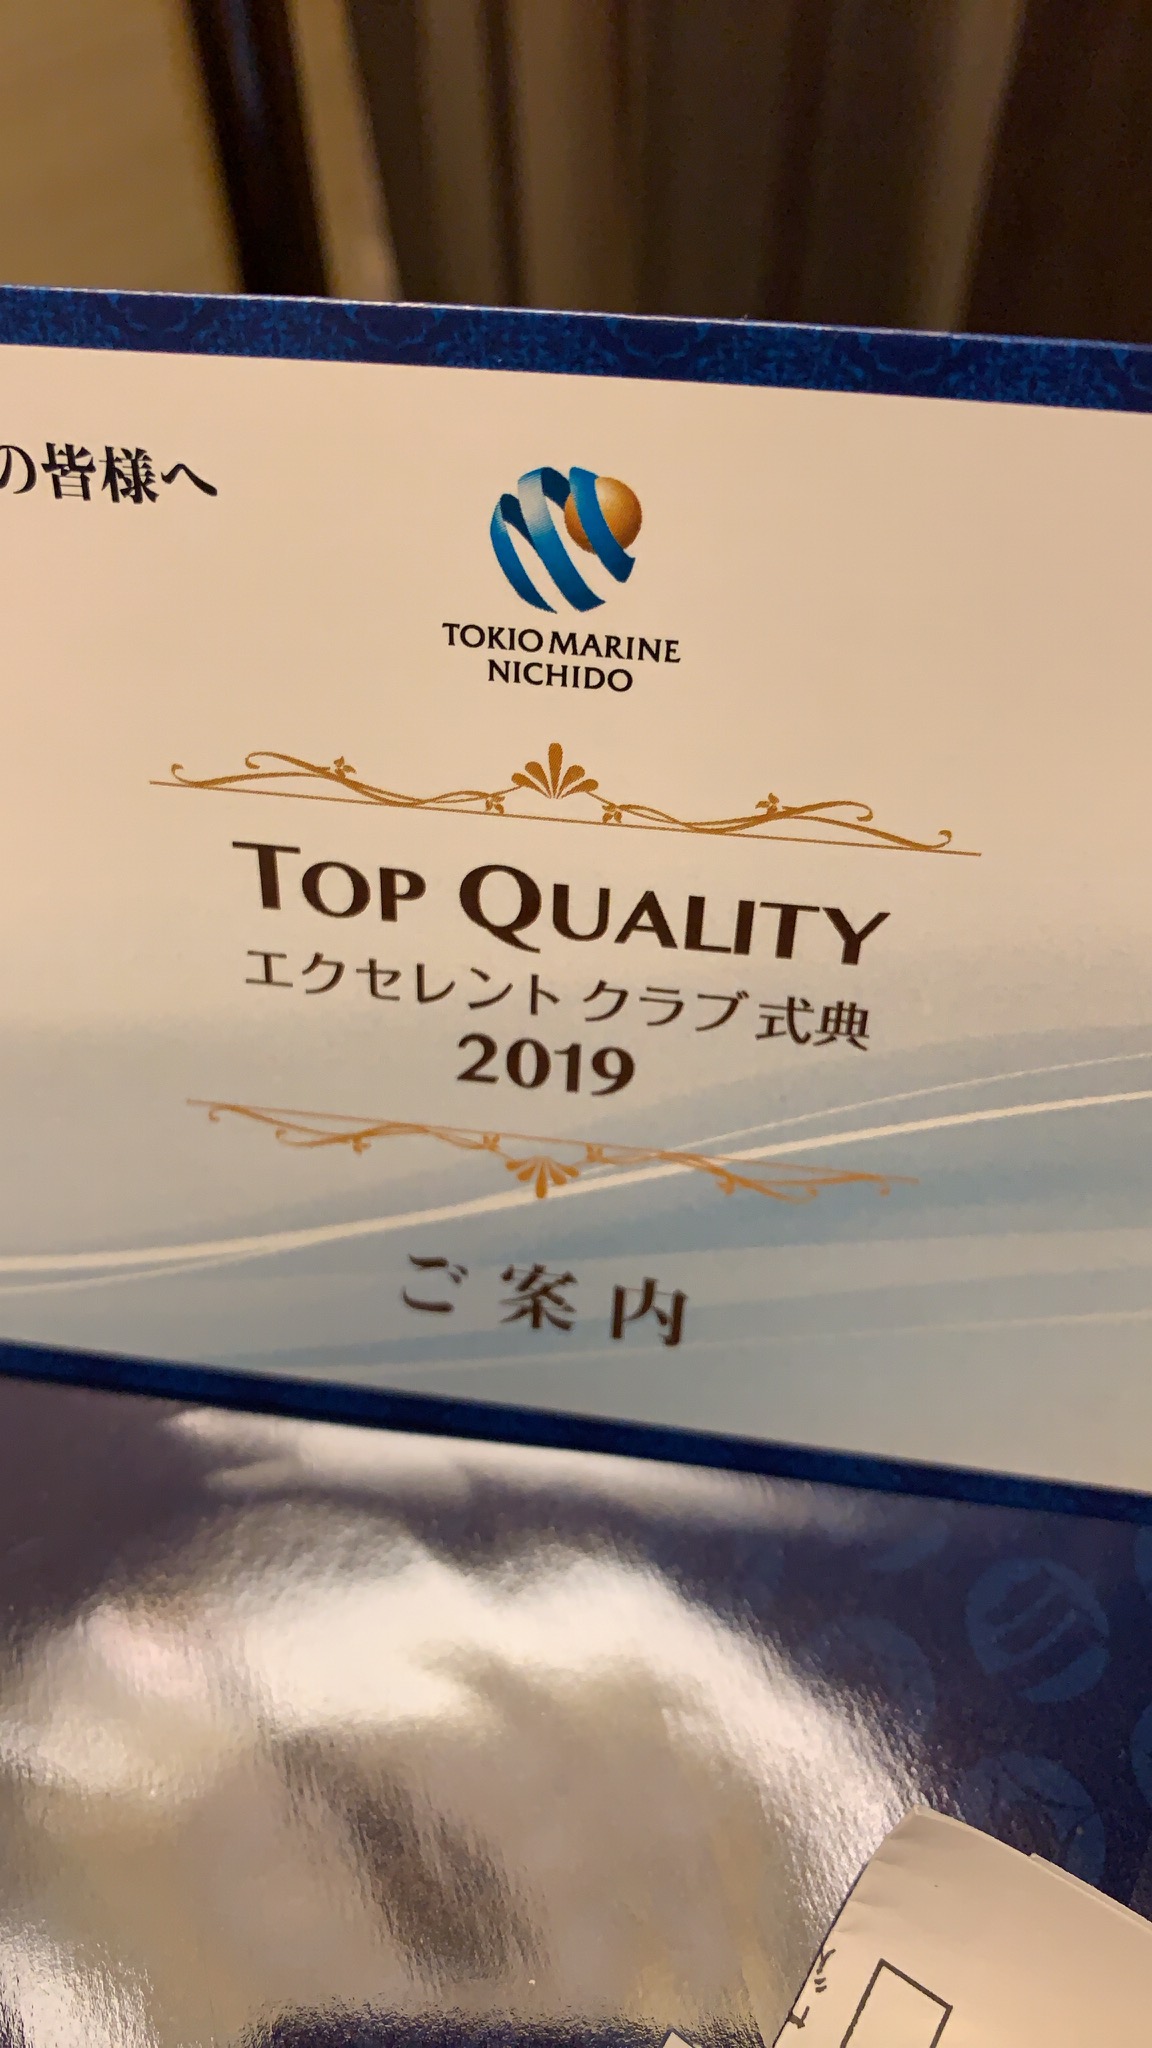 の皆様へ
TOKIO MARINE
NICHIDO
TOP QUALITY
エクセレント クラブ 式典
2019
ご案内